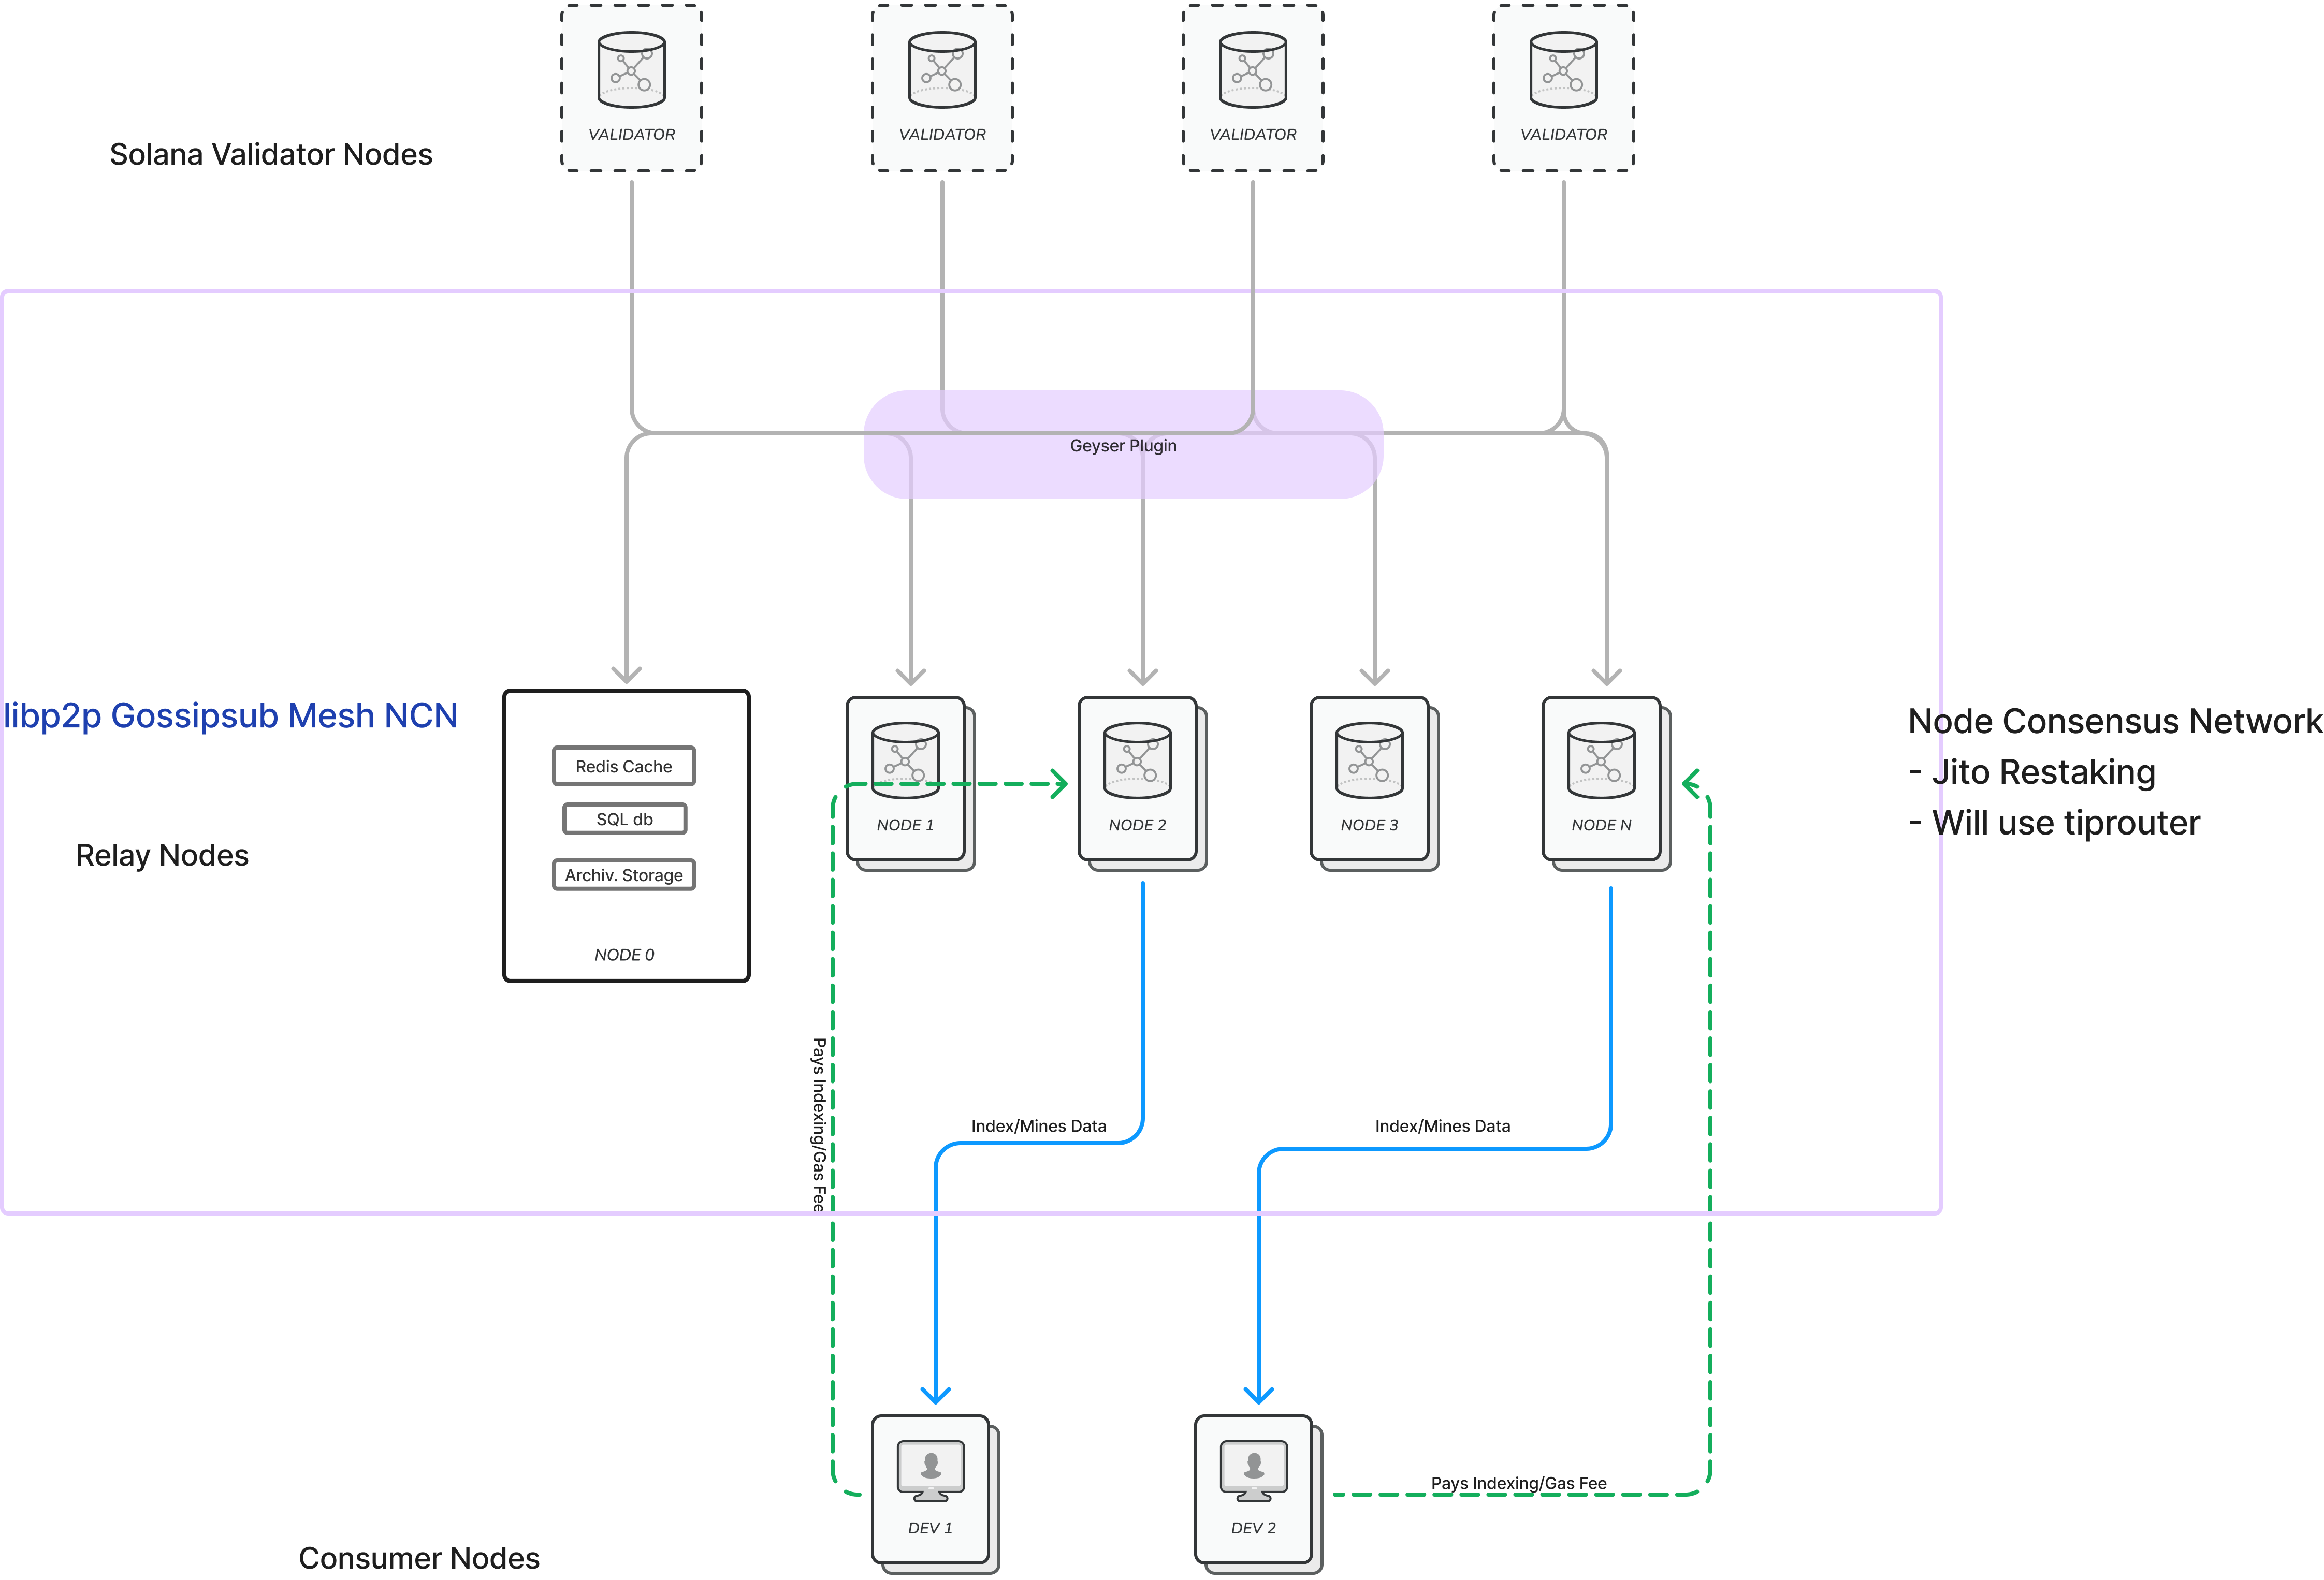 VALIDATOR
VALIDATOR
VALIDATOR
VALIDATOR
Solana Validator Nodes
Geyser Plugin
libp2p Gossipsub Mesh NCN
Node Consensus Network
- Jito Restaking
- Will use tiprouter
Redis Cache
SQL db
Archiv. Storage
NODE 0
NODE 1
NODE 2
NODE 3
NODE N
Relay Nodes
Pays Indexing/Gas Fee
Index/Mines Data
Index/Mines Data
Pays Indexing/Gas Fee
DEV 1
DEV 2
Consumer Nodes